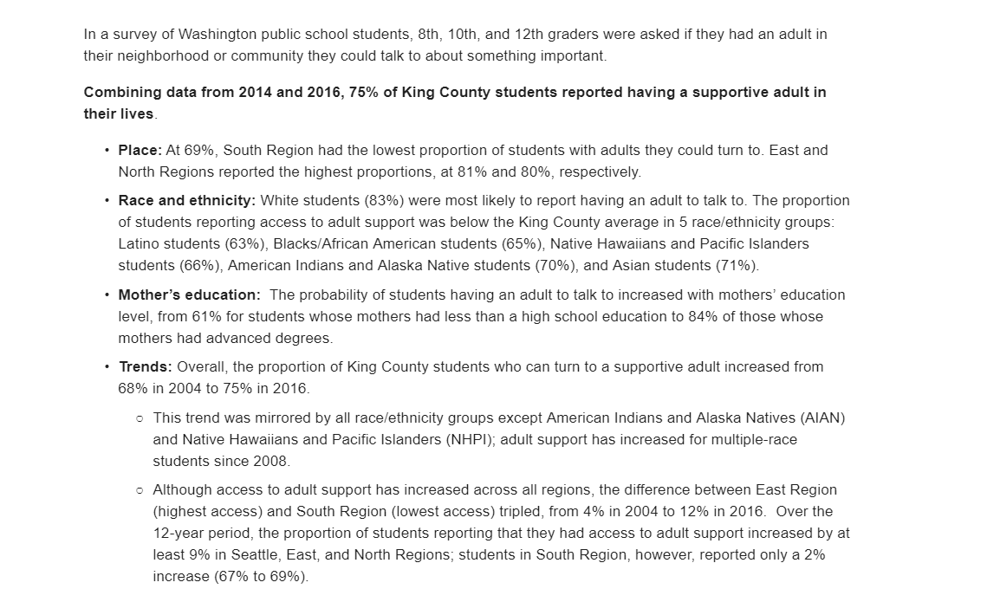 In a survey of Washington public school students, 8th, 10th, and 12th graders were asked if they had an adult in
their neighborhood or community they could talk to about something important.
Combining data from 2014 and 2016, 75% of King County students reported having a supportive adult in
their lives.
• Place: At 69%, South Region had the lowest proportion of students with adults they could turn to. East and
North Regions reported the highest proportions, at 81% and 80%, respectively.
• Race and ethnicity: White students (83%) were most likely to report having an adult to talk to. The proportion
of students reporting access to adult support was below the King County average in 5 race/ethnicity groups:
Latino students (63%), Blacks/African American students (65%), Native Hawaiians and Pacific Islanders
students (66%), American Indians and Alaska Native students (70%), and Asian students (71%).
• Mother’s education:  The probability of students having an adult to talk to increased with mothers’ education
level, from 61% for students whose mothers had less than a high school education to 84% of those whose
mothers had advanced degrees.
• Trends: Overall, the proportion of King County students who can turn to a supportive adult increased from
68% in 2004 to 75% in 2016.
○ This trend was mirrored by all race/ethnicity groups except American Indians and Alaska Natives (AIAN)
and Native Hawaiians and Pacific Islanders (NHPI); adult support has increased for multiple-race
students since 2008.
○ Although access to adult support has increased across all regions, the difference between East Region
(highest access) and South Region (lowest access) tripled, from 4% in 2004 to 12% in 2016.  Over the
12-year period, the proportion of students reporting that they had access to adult support increased by at
least 9% in Seattle, East, and North Regions; students in South Region, however, reported only a 2%
increase (67% to 69%).